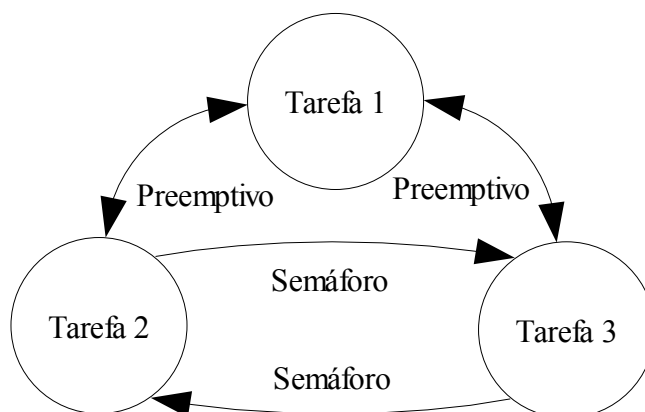 Tarefa 1
Preemptivo
Preemptivo
Semáforo
Tarefa 2
Tarefa 3
Semáforo